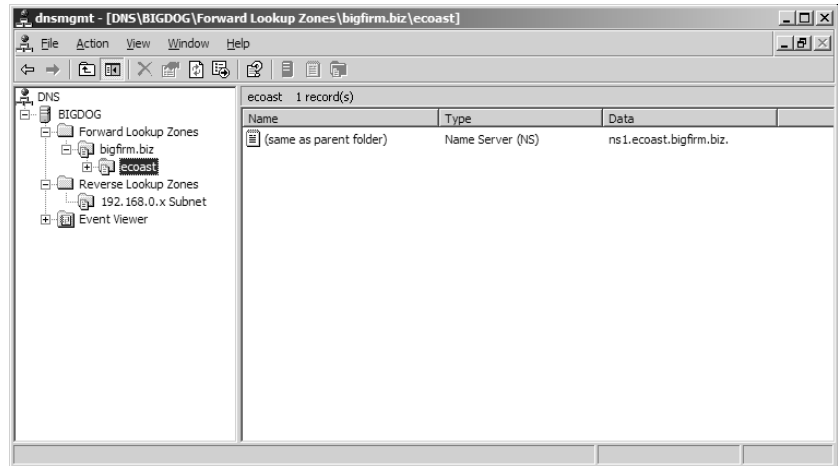 dnsmgmt - [DNS\BIGDOG\Forward Lookup Zones\bigfirm.biz\ecoast]
File Action View Window Help
DNS
BIGDOG
Forward Lookup Zones
bigfirm.biz
ecoast
Reverse Lookup Zones
192.168.0.x Subnet
Event Viewer
ecoast 1 record(s)
Name Type Data
(same as parent folder) Name Server (NS) ns1.ecoast.bigfirm.biz.